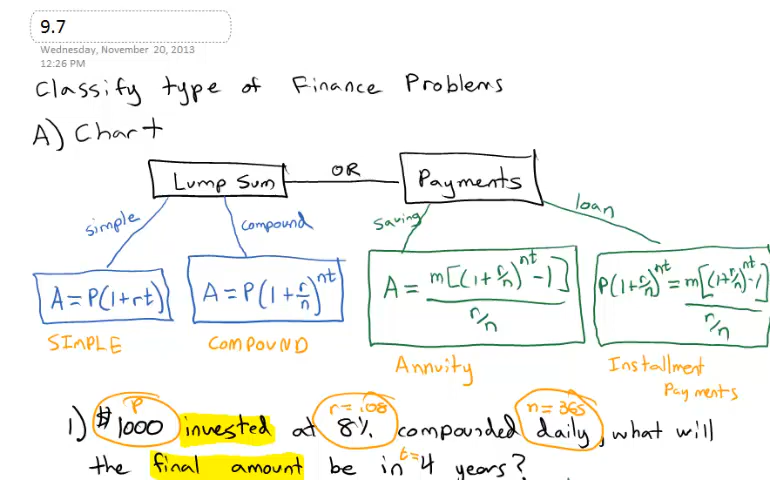 9.7
Wednesday, November 20, 2013
12:26 PM
Classify type of Finance Problems
A) Chart
Lump Sum OR Payments
simple compound saving loan
A = P(1+rt) A = P(1+r/n)^nt A = m[(1+r/n)^nt -1] / r/n P(1+r/n)^nt = m[(1+r/n)^nt -1] / r/n
SIMPLE COMPOUND Annuity Installment Payments
P r=.08 n=365
1) $1000 invested at 8% compounded daily, what will
t=
the final amount be in 4 years?